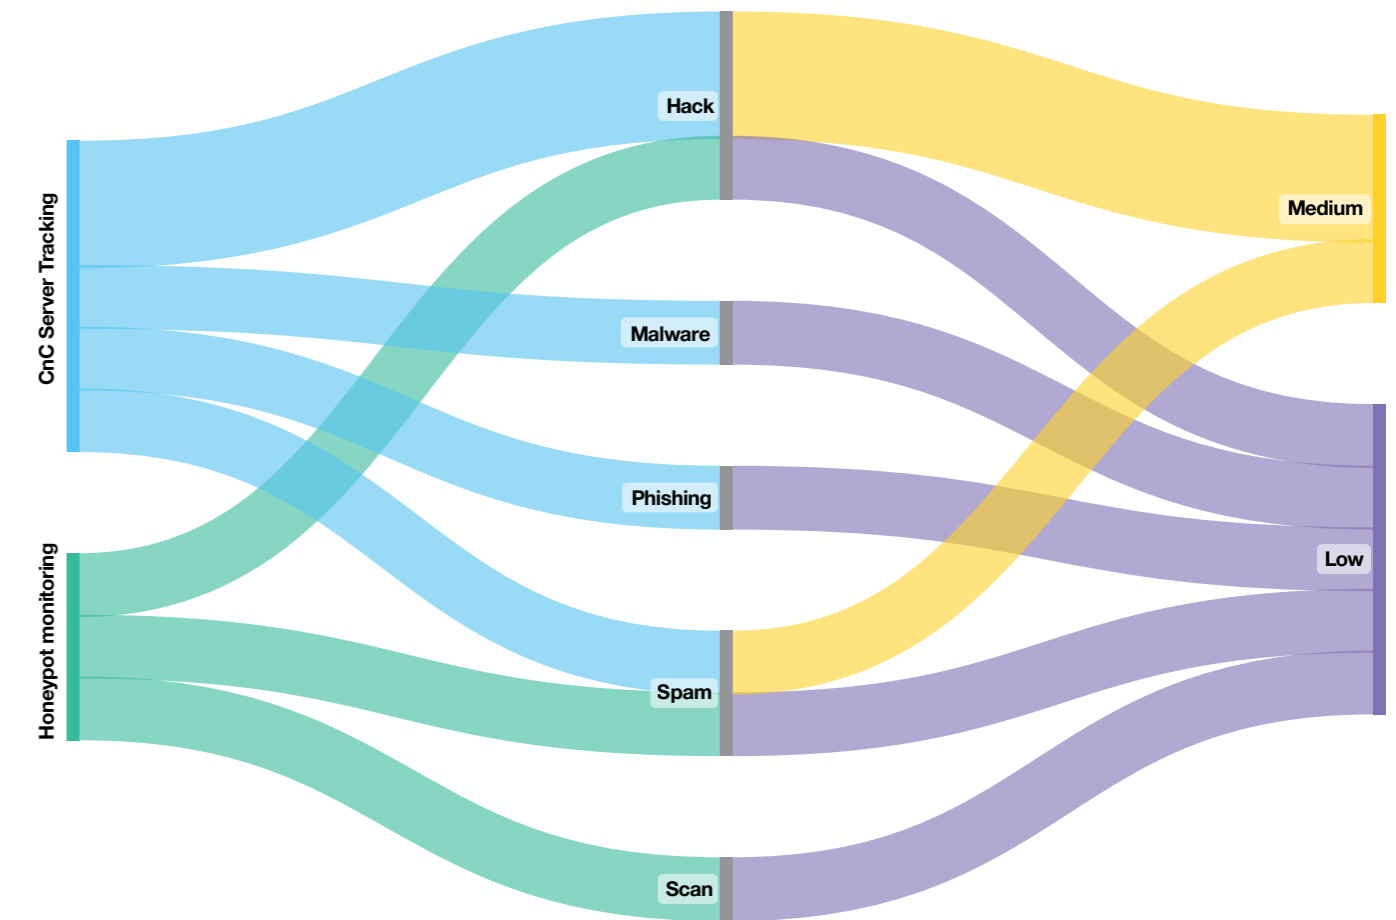 CnC Server Tracking
Honeypot monitoring
Hack
Malware
Phishing
Spam
Scan
Medium
Low